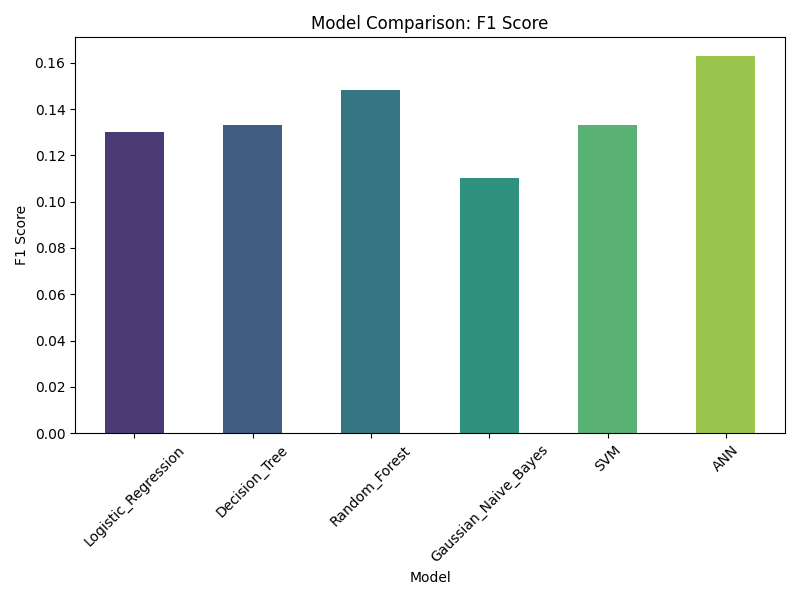 Model Comparison: F1 Score
F1 Score
0.16
0.14
0.12
0.10
0.08
0.06
0.04
0.02
0.00
Logistic_Regression
Decision_Tree
Random_Forest
Gaussian_Naive_Bayes
SVM
ANN
Model